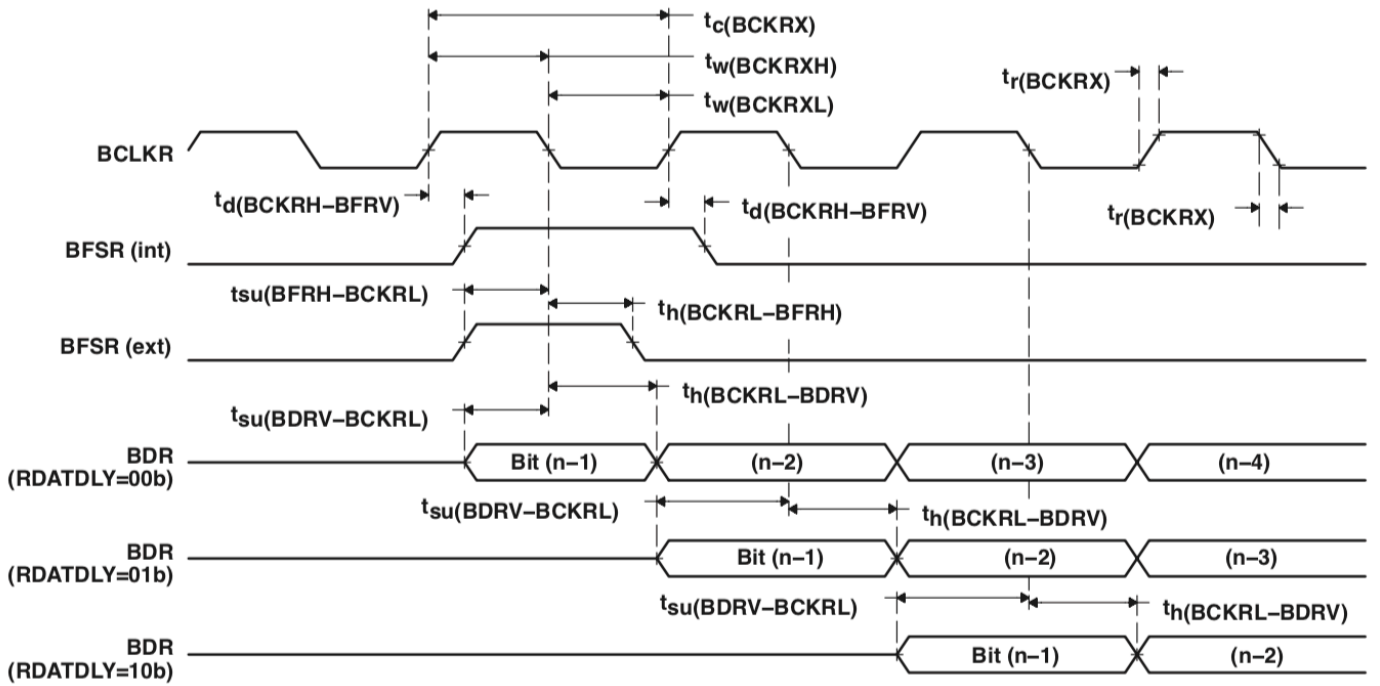 tc(BCKRX)
tw(BCKRXH)
tr(BCKRX)
tw(BCKRXL)
BCLKR
td(BCKRH–BFRV)
td(BCKRH–BFRV)
tr(BCKRX)
BFSR (int)
tsu(BFRH–BCKRL)
th(BCKRL–BFRH)
BFSR (ext)
th(BCKRL–BDRV)
tsu(BDRV–BCKRL)
BDR
(RDATDLY=00b)
Bit (n–1) (n–2) (n–3) (n–4)
tsu(BDRV–BCKRL)
th(BCKRL–BDRV)
BDR
(RDATDLY=01b)
Bit (n–1) (n–2) (n–3)
tsu(BDRV–BCKRL)
th(BCKRL–BDRV)
BDR
(RDATDLY=10b)
Bit (n–1) (n–2)